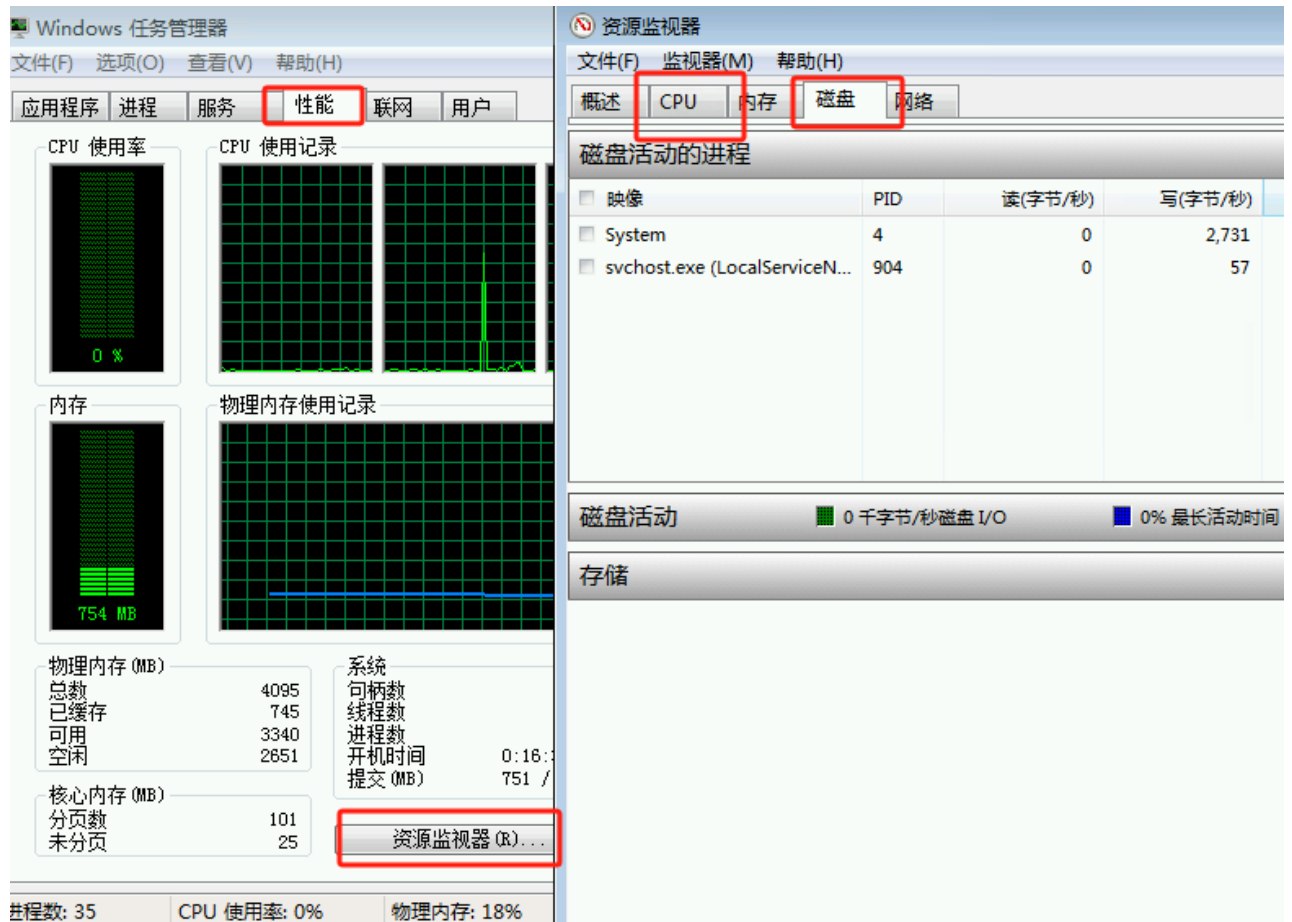 Windows 任务管理器
文件(F) 选项(O) 查看(V) 帮助(H)
应用程序 进程 服务 性能 联网 用户
CPU 使用率
CPU 使用记录
0 %
内存
物理内存使用记录
754 MB
物理内存(MB)
总数 4095
已缓存 745
可用 3340
空闲 2651
系统
句柄数
线程数
进程数
开机时间 0:16:
提交(MB) 751 /
核心内存(MB)
分页数 101
未分页 25
资源监视器(R)...
进程数: 35 CPU 使用率: 0% 物理内存: 18%
资源监视器
文件(F) 监视器(M) 帮助(H)
概述 CPU 内存 磁盘 网络
磁盘活动的进程
映像 PID 读(字节/秒) 写(字节/秒)
System 4 0 2,731
svchost.exe (LocalServiceN... 904 0 57
磁盘活动 0 千字节/秒磁盘 I/O 0% 最长活动时间
存储